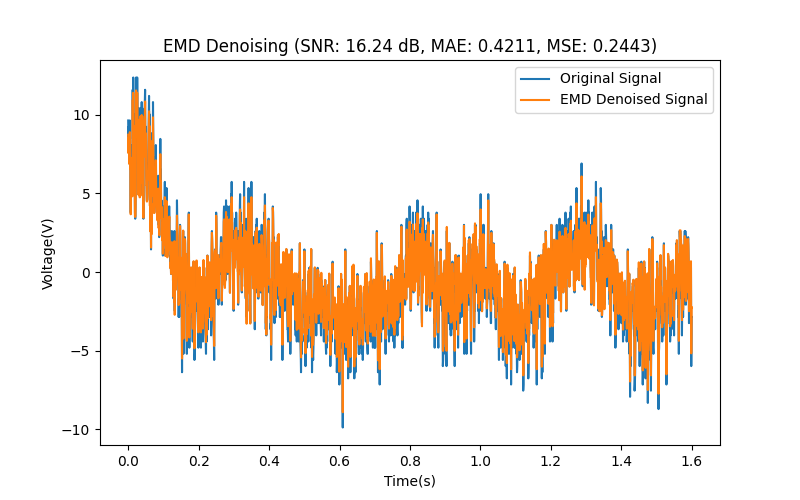 EMD Denoising (SNR: 16.24 dB, MAE: 0.4211, MSE: 0.2443)
Original Signal
EMD Denoised Signal
Voltage(V)
10
5
0
−5
−10
0.0 0.2 0.4 0.6 0.8 1.0 1.2 1.4 1.6
Time(s)